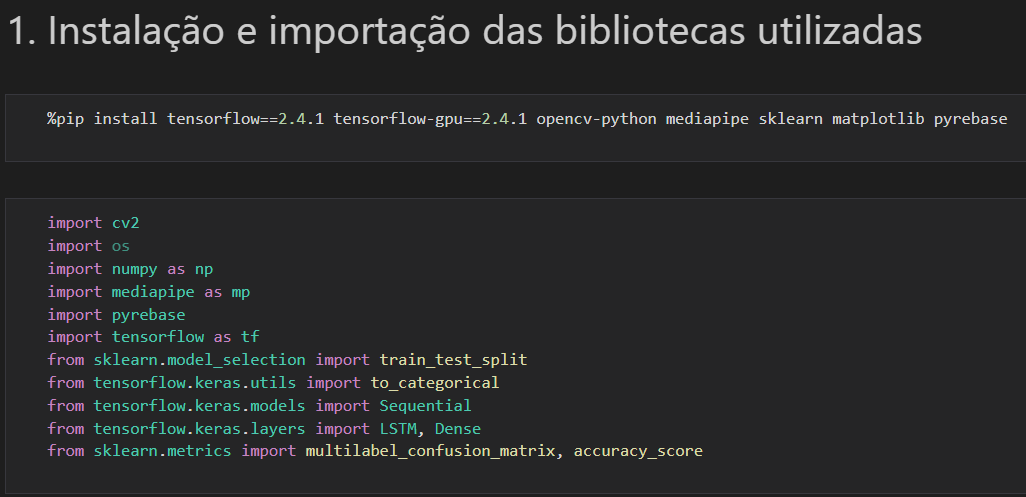 1. Instalação e importação das bibliotecas utilizadas
%pip install tensorflow==2.4.1 tensorflow-gpu==2.4.1 opencv-python mediapipe sklearn matplotlib pyrebase
import cv2
import os
import numpy as np
import mediapipe as mp
import pyrebase
import tensorflow as tf
from sklearn.model_selection import train_test_split
from tensorflow.keras.utils import to_categorical
from tensorflow.keras.models import Sequential
from tensorflow.keras.layers import LSTM, Dense
from sklearn.metrics import multilabel_confusion_matrix, accuracy_score